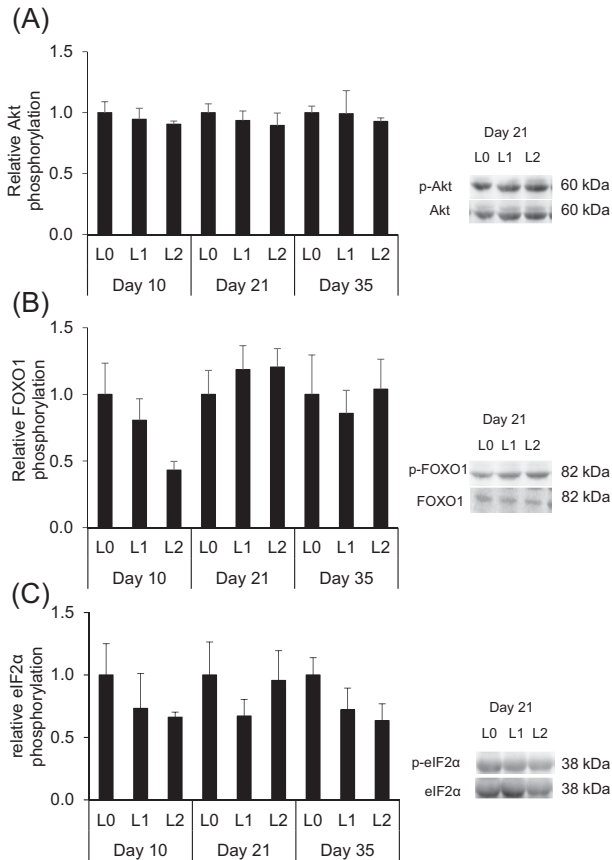 (A)
Relative Akt
phosphorylation
1.5
1.0
0.5
0.0
L0 L1 L2 L0 L1 L2 L0 L1 L2
Day 10 Day 21 Day 35
Day 21
L0 L1 L2
p-Akt 60 kDa
Akt 60 kDa
(B)
Relative FOXO1
phosphorylation
1.5
1.0
0.5
0.0
L0 L1 L2 L0 L1 L2 L0 L1 L2
Day 10 Day 21 Day 35
Day 21
L0 L1 L2
p-FOXO1 82 kDa
FOXO1 82 kDa
(C)
relative eIF2α
phosphorylation
1.5
1.0
0.5
0.0
L0 L1 L2 L0 L1 L2 L0 L1 L2
Day 10 Day 21 Day 35
Day 21
L0 L1 L2
p-eIF2α 38 kDa
eIF2α 38 kDa